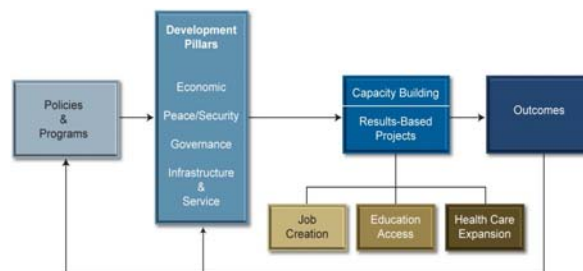 Policies
&
Programs
Development
Pillars
Economic
Peace/Security
Governance
Infrastructure
&
Service
Capacity Building
Results-Based
Projects
Outcomes
Job
Creation
Education
Access
Health Care
Expansion